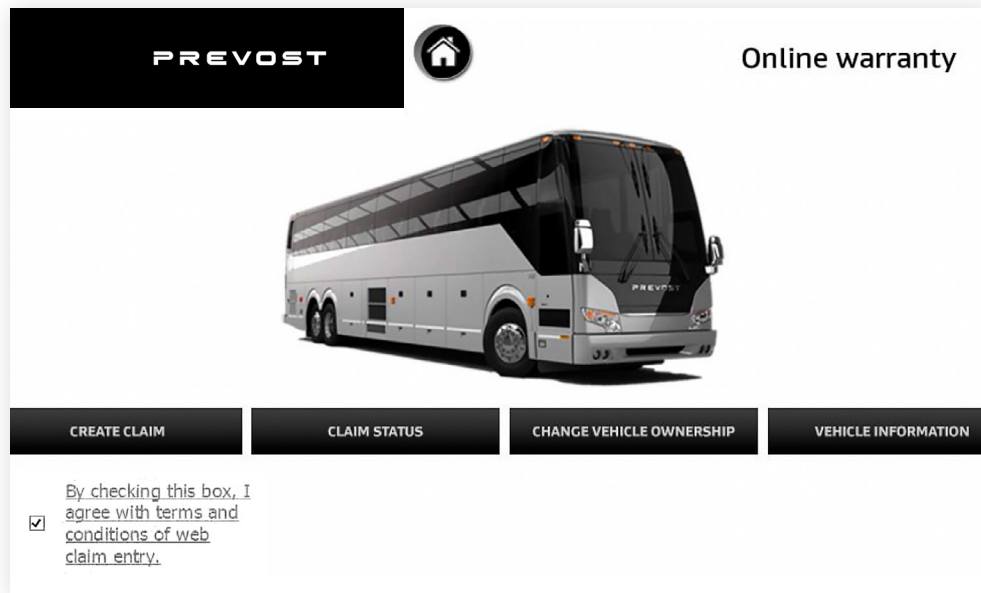 PREVOST
Online warranty
PREVOST
CREATE CLAIM
CLAIM STATUS
CHANGE VEHICLE OWNERSHIP
VEHICLE INFORMATION
By checking this box, I
agree with terms and
conditions of web
claim entry.